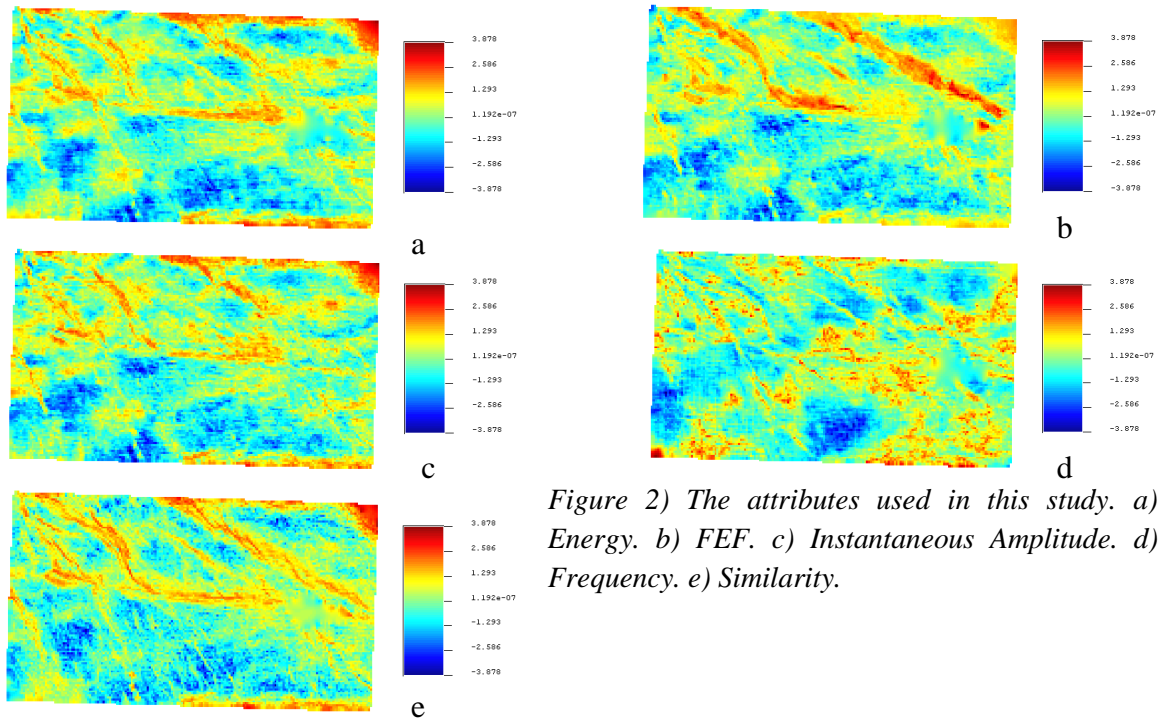 3.878
2.586
1.293
1.192e-07
-1.293
-2.586
-3.878
a
3.878
2.586
1.293
1.192e-07
-1.293
-2.586
-3.878
b
3.878
2.586
1.293
1.192e-07
-1.293
-2.586
-3.878
c
3.878
2.586
1.293
1.192e-07
-1.293
-2.586
-3.878
d
3.878
2.586
1.293
1.192e-07
-1.293
-2.586
-3.878
e
Figure 2) The attributes used in this study. a)
Energy. b) FEF. c) Instantaneous Amplitude. d)
Frequency. e) Similarity.